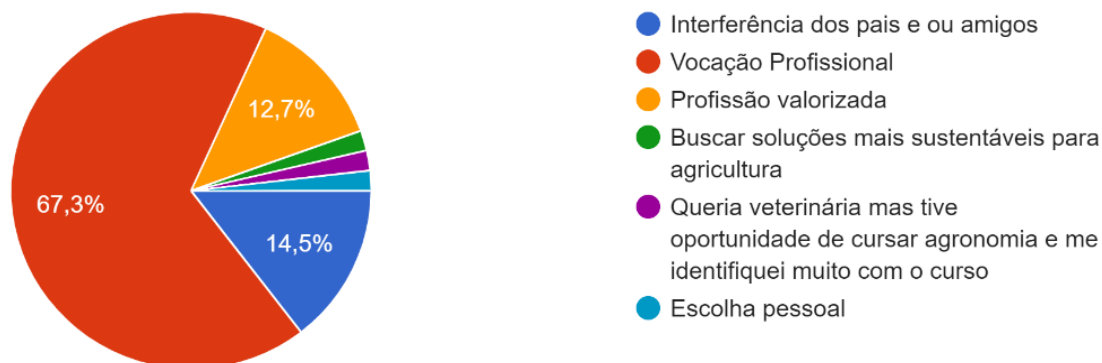 12,7%
67,3%
14,5%
Interferência dos pais e ou amigos
Vocação Profissional
Profissão valorizada
Buscar soluções mais sustentáveis para
agricultura
Queria veterinária mas tive
oportunidade de cursar agronomia e me
identifiquei muito com o curso
Escolha pessoal